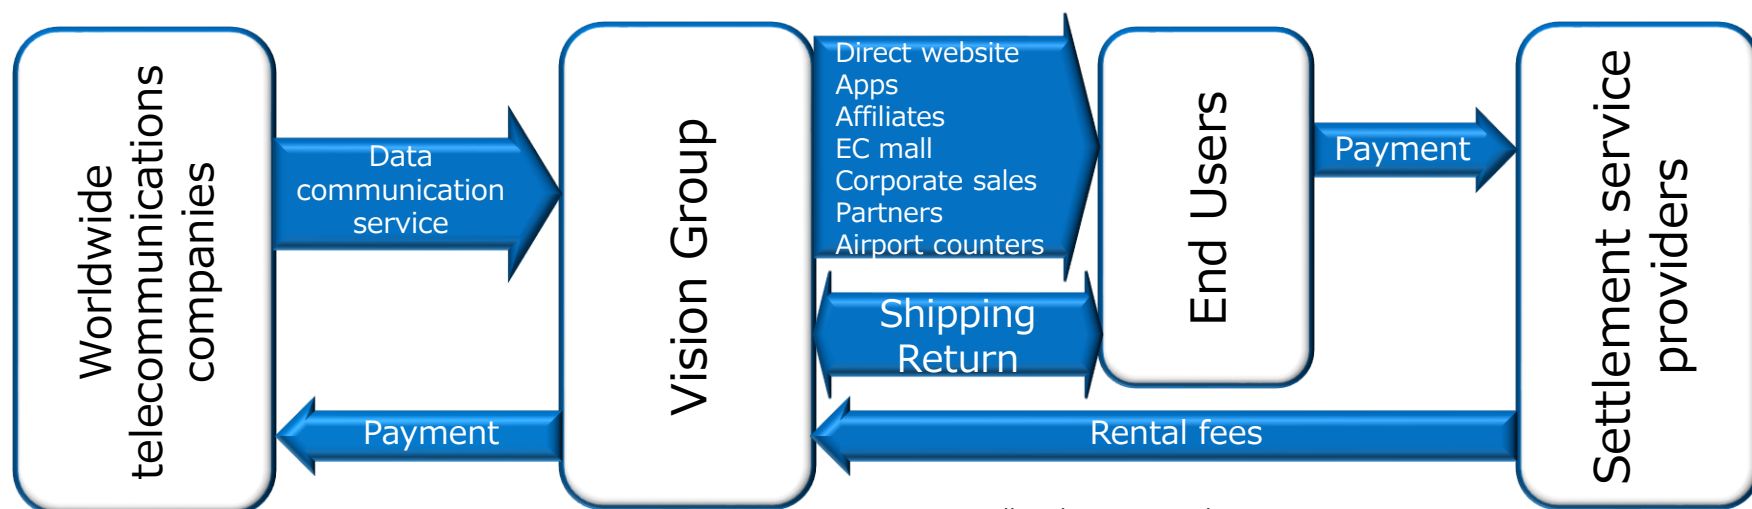 Worldwide
telecommunications
companies
Data
communication
service
Payment
Vision Group
Direct website
Apps
Affiliates
EC mall
Corporate sales
Partners
Airport counters
Shipping
Return
End Users
Payment
Rental fees
Settlement service
providers